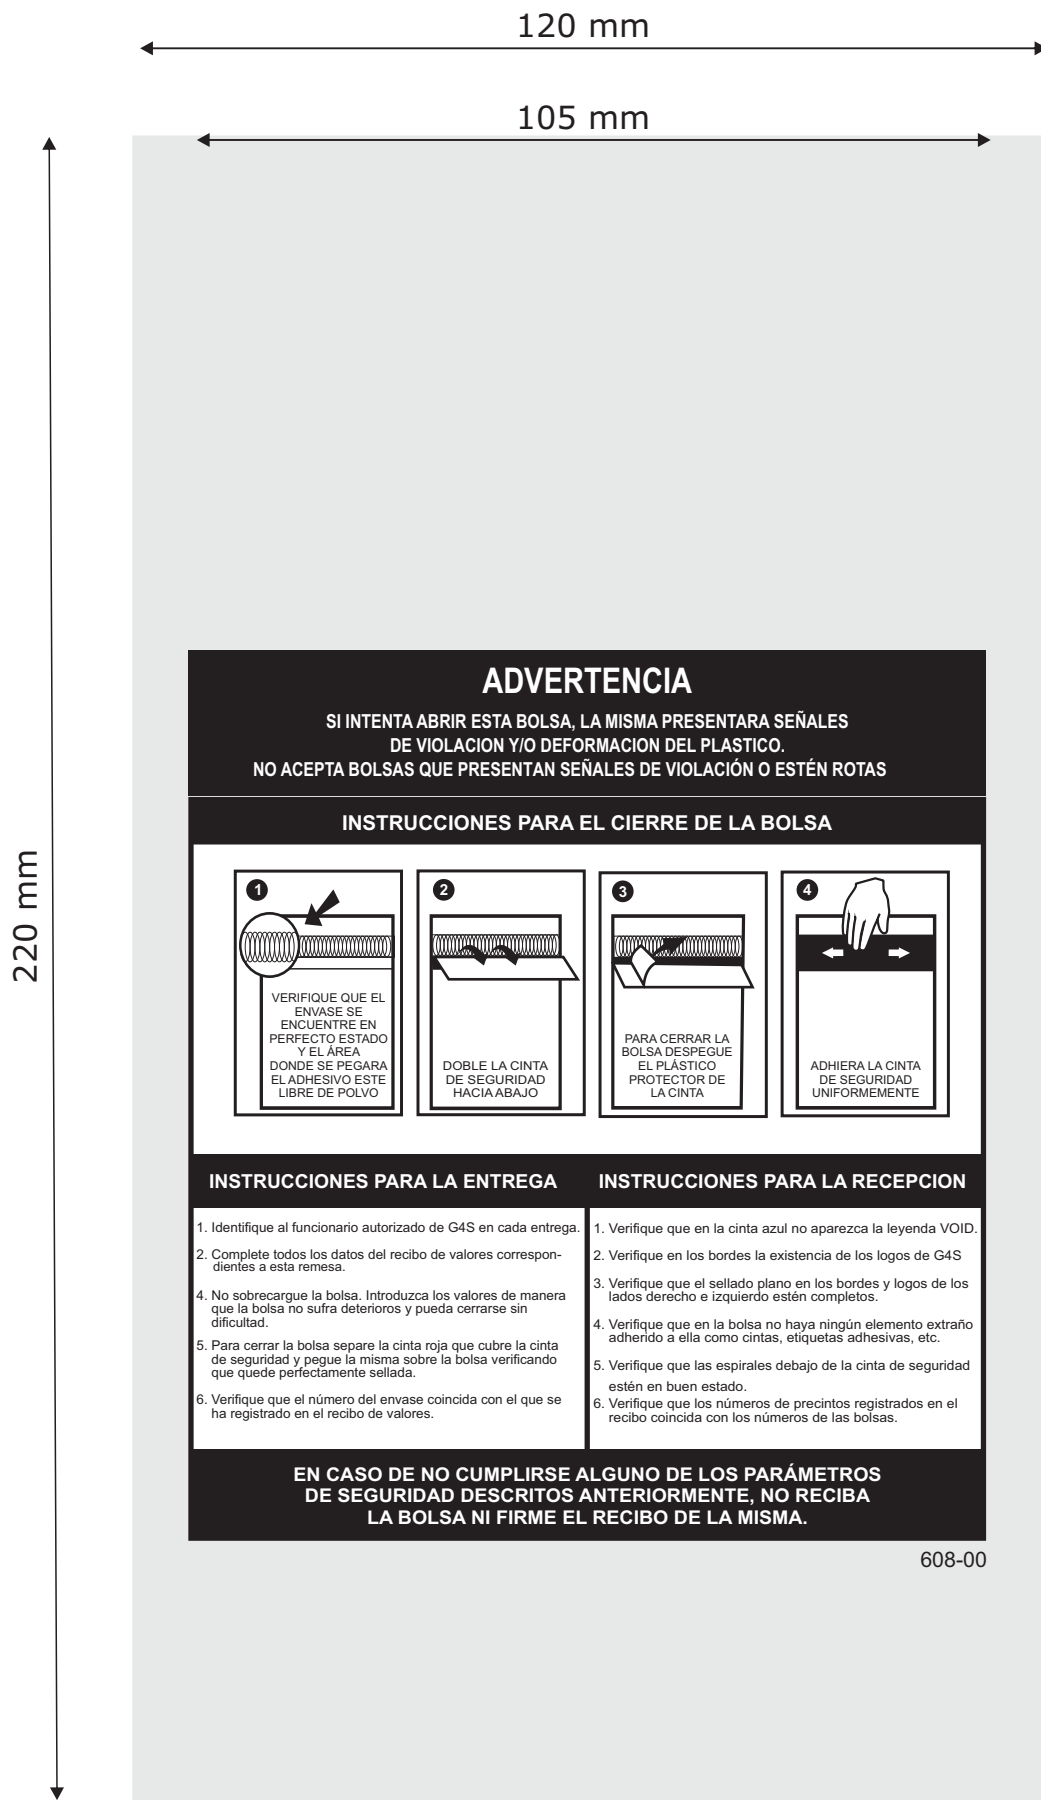 120 mm
105 mm
220 mm
ADVERTENCIA
SI INTENTA ABRIR ESTA BOLSA, LA MISMA PRESENTARA SEÑALES
DE VIOLACION Y/O DEFORMACION DEL PLASTICO.
NO ACEPTA BOLSAS QUE PRESENTAN SEÑALES DE VIOLACIÓN O ESTÉN ROTAS
INSTRUCCIONES PARA EL CIERRE DE LA BOLSA
1
VERIFIQUE QUE EL
ENVASE SE
ENCUENTRE EN
PERFECTO ESTADO
Y EL ÁREA
DONDE SE PEGARA
EL ADHESIVO ESTE
LIBRE DE POLVO
2
DOBLE LA CINTA
DE SEGURIDAD
HACIA ABAJO
3
PARA CERRAR LA
BOLSA DESPEGUE
EL PLÁSTICO
PROTECTOR DE
LA CINTA
4
ADHIERA LA CINTA
DE SEGURIDAD
UNIFORMEMENTE
INSTRUCCIONES PARA LA ENTREGA
1. Identifique al funcionario autorizado de G4S en cada entrega.
2. Complete todos los datos del recibo de valores correspon-
dientes a esta remesa.
4. No sobrecargue la bolsa. Introduzca los valores de manera
que la bolsa no sufra deterioros y pueda cerrarse sin
dificultad.
5. Para cerrar la bolsa separe la cinta roja que cubre la cinta
de seguridad y pegue la misma sobre la bolsa verificando
que quede perfectamente sellada.
6. Verifique que el número del envase coincida con el que se
ha registrado en el recibo de valores.
INSTRUCCIONES PARA LA RECEPCION
1. Verifique que en la cinta azul no aparezca la leyenda VOID.
2. Verifique en los bordes la existencia de los logos de G4S
3. Verifique que el sellado plano en los bordes y logos de los
lados derecho e izquierdo estén completos.
4. Verifique que en la bolsa no haya ningún elemento extraño
adherido a ella como cintas, etiquetas adhesivas, etc.
5. Verifique que las espirales debajo de la cinta de seguridad
estén en buen estado.
6. Verifique que los números de precintos registrados en el
recibo coincida con los números de las bolsas.
EN CASO DE NO CUMPLIRSE ALGUNO DE LOS PARÁMETROS
DE SEGURIDAD DESCRITOS ANTERIORMENTE, NO RECIBA
LA BOLSA NI FIRME EL RECIBO DE LA MISMA.
608-00